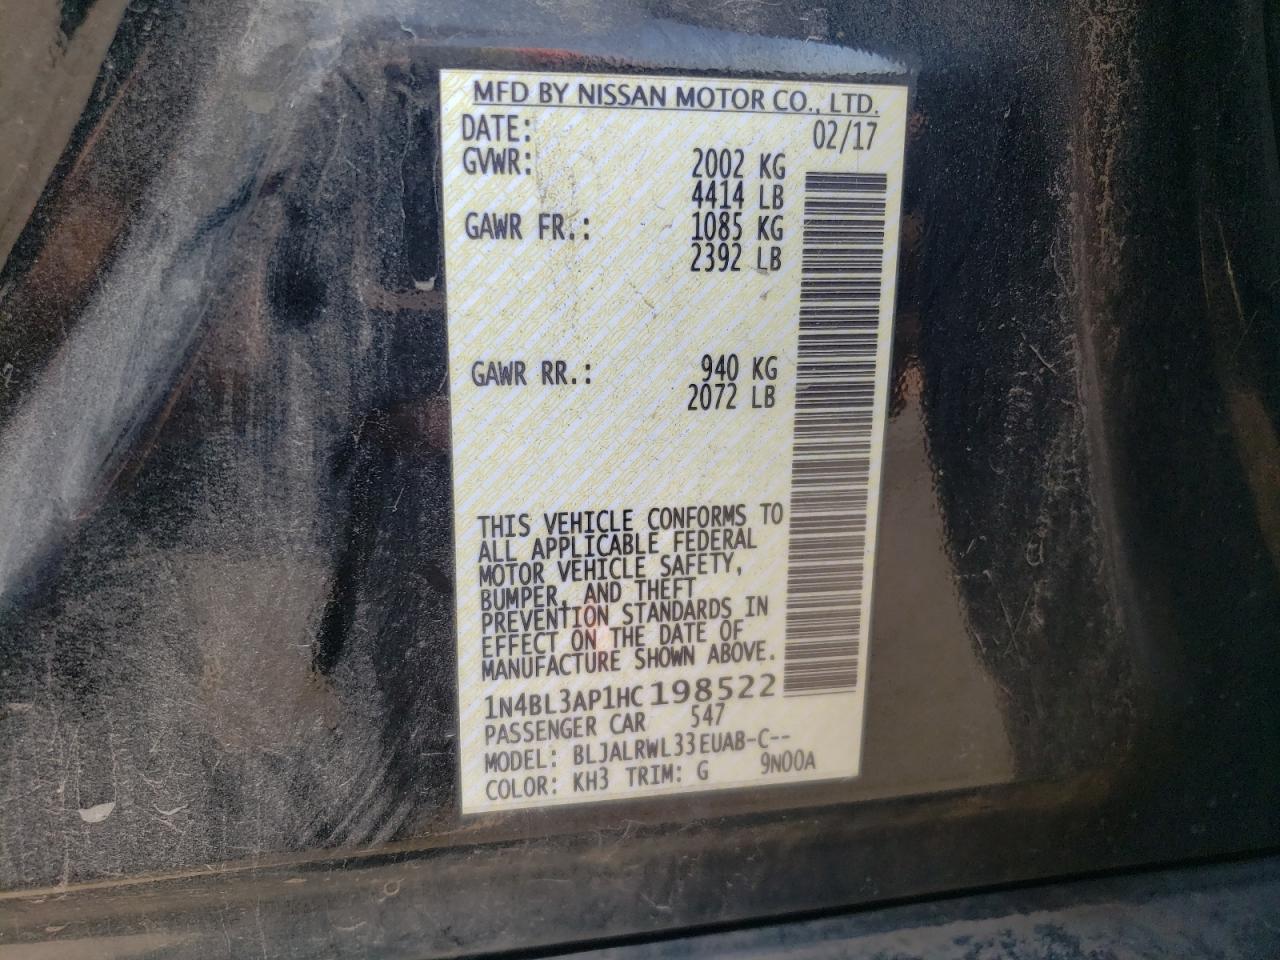 MFD BY NISSAN MOTOR CO., LTD.
DATE: 02/17
GVWR: 2002 KG
4414 LB
GAWR FR.: 1085 KG
2392 LB
GAWR RR.: 940 KG
2072 LB
THIS VEHICLE CONFORMS TO
ALL APPLICABLE FEDERAL
MOTOR VEHICLE SAFETY,
BUMPER, AND THEFT
PREVENTION STANDARDS IN
EFFECT ON THE DATE OF
MANUFACTURE SHOWN ABOVE.
1N4BL3AP1HC198522
PASSENGER CAR 547
MODEL: BLJALRWL33EUAB-C--
COLOR: KH3 TRIM: G 9N00A